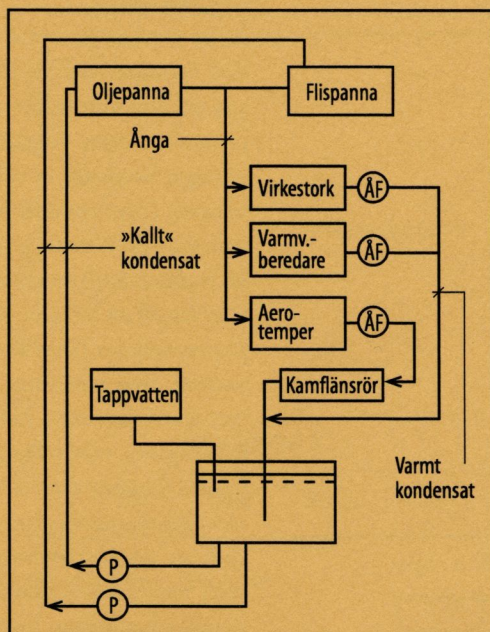 Oljepanna
Flispanna
Ånga
Virkestork
ÅF
»Kallt«
kondensat
Varmv.-
beredare
ÅF
Aero-
temper
ÅF
Tappvatten
Kamflänsrör
Varmt
kondensat
P
P